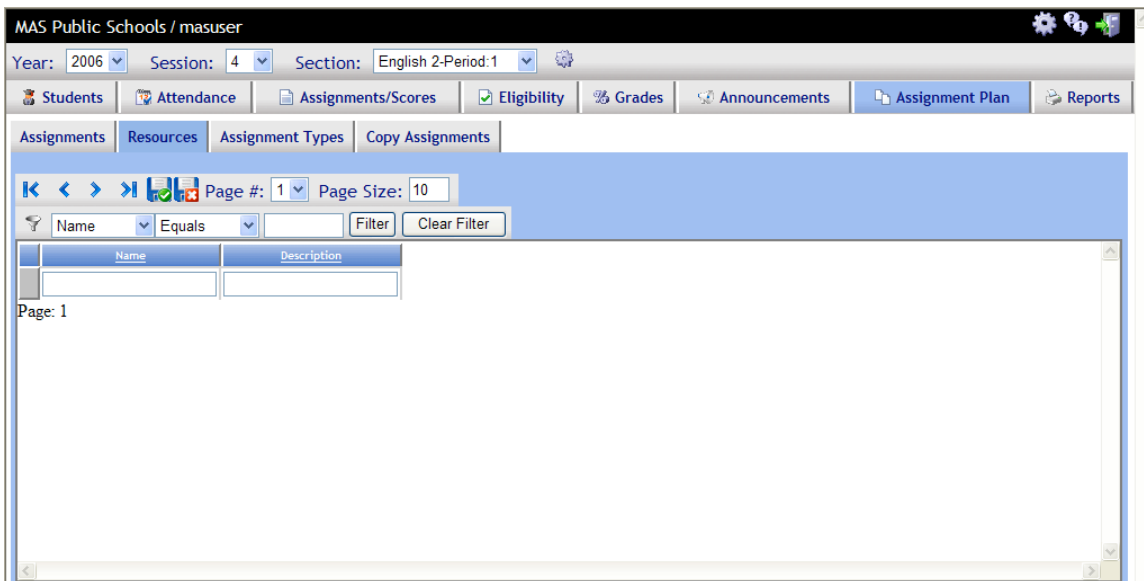 MAS Public Schools / masuser
Year: 2006 Session: 4 Section: English 2-Period:1
Students Attendance Assignments/Scores Eligibility Grades Announcements Assignment Plan Reports
Assignments Resources Assignment Types Copy Assignments
Page #: 1 Page Size: 10
Name Equals Filter Clear Filter
Name Description
Page: 1